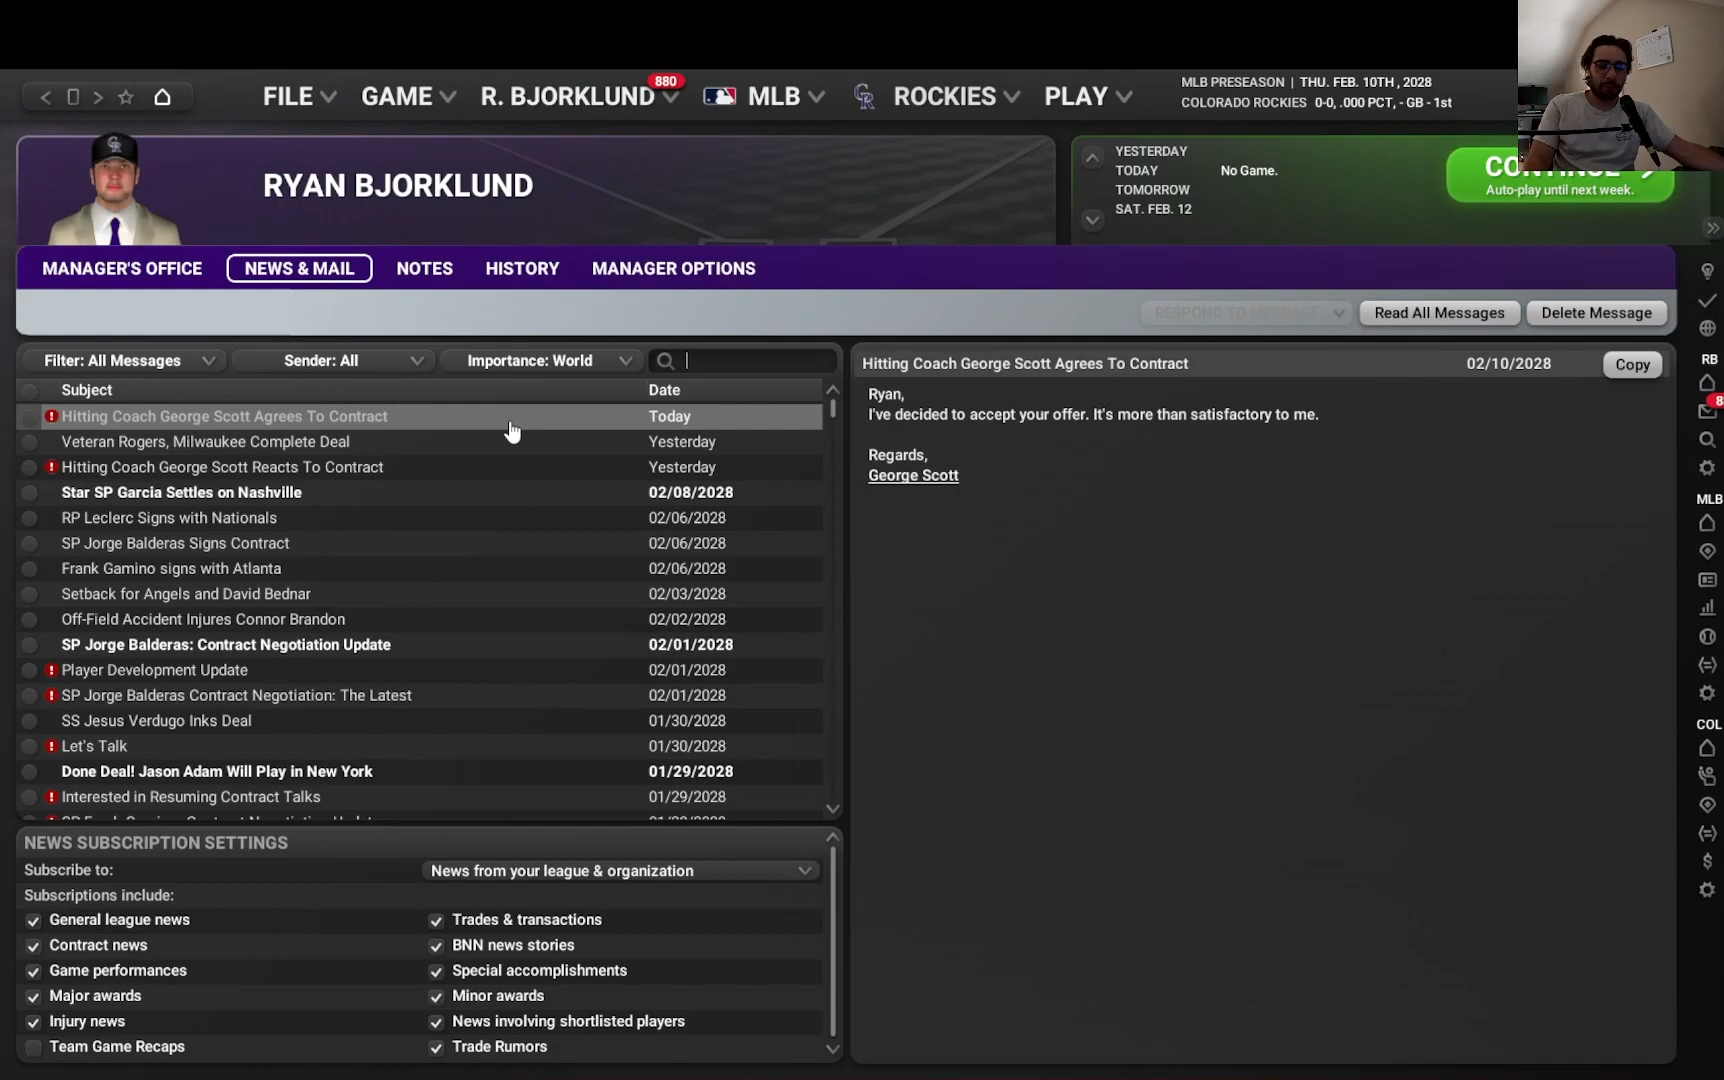 FILE
GAME
R. BJORKLUND
880
MLB
ROCKIES
PLAY
MLB PRESEASON | THU. FEB. 10TH , 2028
COLORADO ROCKIES 0-0, .000 PCT, - GB - 1st
RYAN BJORKLUND
YESTERDAY
TODAY
TOMORROW
SAT. FEB. 12
No Game.
Auto-play until next week.
MANAGER'S OFFICE
NEWS & MAIL
NOTES
HISTORY
MANAGER OPTIONS
RESPOND TO MESSAGE
Read All Messages
Delete Message
Filter: All Messages
Sender: All
Importance: World
Subject Date
Hitting Coach George Scott Agrees To Contract Today
Veteran Rogers, Milwaukee Complete Deal Yesterday
Hitting Coach George Scott Reacts To Contract Yesterday
Star SP Garcia Settles on Nashville 02/08/2028
RP Leclerc Signs with Nationals 02/06/2028
SP Jorge Balderas Signs Contract 02/06/2028
Frank Gamino signs with Atlanta 02/06/2028
Setback for Angels and David Bednar 02/03/2028
Off-Field Accident Injures Connor Brandon 02/02/2028
SP Jorge Balderas: Contract Negotiation Update 02/01/2028
Player Development Update 02/01/2028
SP Jorge Balderas Contract Negotiation: The Latest 02/01/2028
SS Jesus Verdugo Inks Deal 01/30/2028
Let's Talk 01/30/2028
Done Deal! Jason Adam Will Play in New York 01/29/2028
Interested in Resuming Contract Talks 01/29/2028
Hitting Coach George Scott Agrees To Contract 02/10/2028
Copy
Ryan,
I've decided to accept your offer. It's more than satisfactory to me.
Regards,
George Scott
NEWS SUBSCRIPTION SETTINGS
Subscribe to: News from your league & organization
Subscriptions include:
General league news Trades & transactions
Contract news BNN news stories
Game performances Special accomplishments
Major awards Minor awards
Injury news News involving shortlisted players
Team Game Recaps Trade Rumors
RB
8
MLB
COL